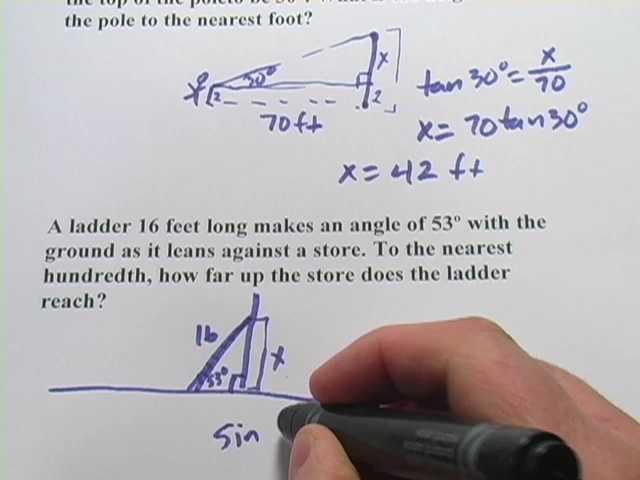 the pole to the nearest foot?
30°
x
2
2
70 ft
tan 30° = x/70
x = 70 tan 30°
x = 42 ft
A ladder 16 feet long makes an angle of 53° with the
ground as it leans against a store. To the nearest
hundredth, how far up the store does the ladder
reach?
16
53°
x
sin